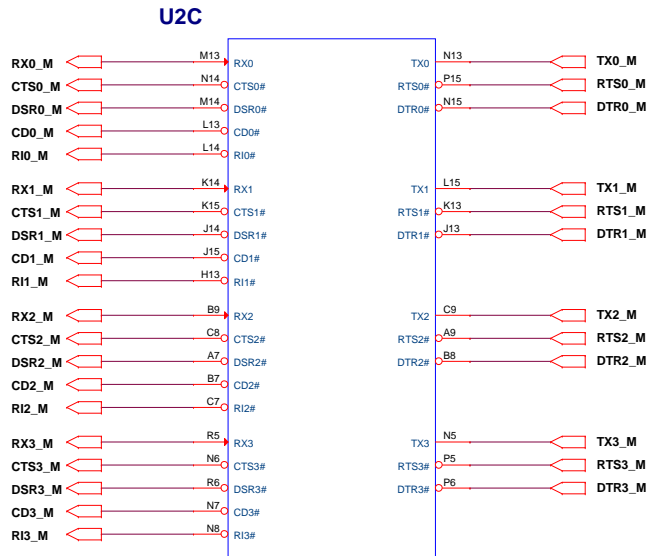 U2C
RX0_M M13 RX0 TX0 N13 TX0_M
CTS0_M N14 CTS0# RTS0# P15 RTS0_M
DSR0_M M14 DSR0# DTR0# N15 DTR0_M
CD0_M L13 CD0#
RI0_M L14 RI0#
RX1_M K14 RX1 TX1 L15 TX1_M
CTS1_M K15 CTS1# RTS1# K13 RTS1_M
DSR1_M J14 DSR1# DTR1# J13 DTR1_M
CD1_M J15 CD1#
RI1_M H13 RI1#
RX2_M B9 RX2 TX2 C9 TX2_M
CTS2_M C8 CTS2# RTS2# A9 RTS2_M
DSR2_M A7 DSR2# DTR2# B8 DTR2_M
CD2_M B7 CD2#
RI2_M C7 RI2#
RX3_M R5 RX3 TX3 N5 TX3_M
CTS3_M N6 CTS3# RTS3# P5 RTS3_M
DSR3_M R6 DSR3# DTR3# P6 DTR3_M
CD3_M N7 CD3#
RI3_M N8 RI3#